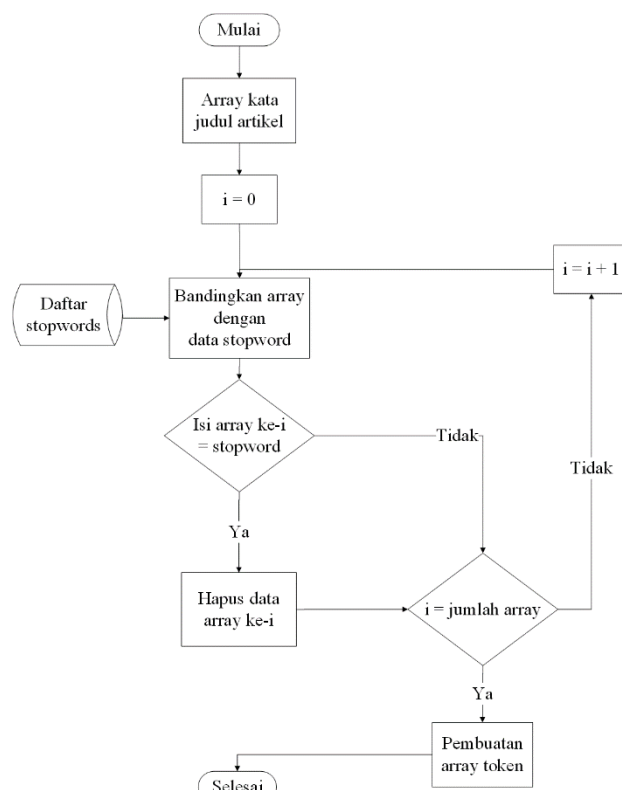 Mulai
Array kata
judul artikel
i = 0
i = i + 1
Daftar
stopwords
Bandingkan array
dengan
data stopword
Isi array ke-i
= stopword
Tidak
Tidak
Ya
Hapus data
array ke-i
i = jumlah array
Ya
Pembuatan
array token
Selesai